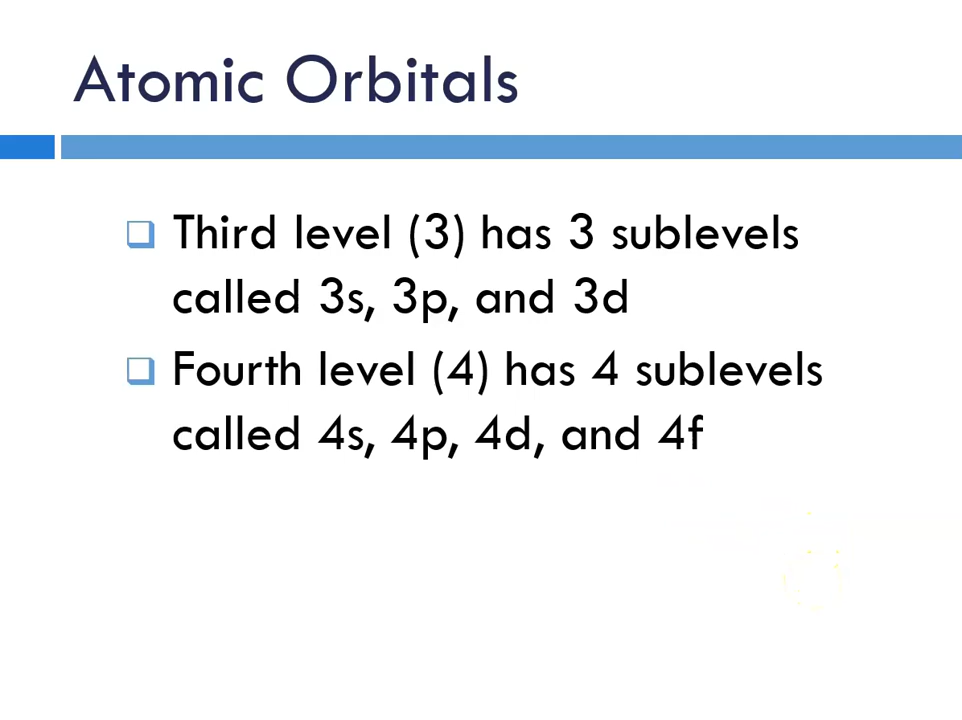 Atomic Orbitals
Third level (3) has 3 sublevels
called 3s, 3p, and 3d
Fourth level (4) has 4 sublevels
called 4s, 4p, 4d, and 4f